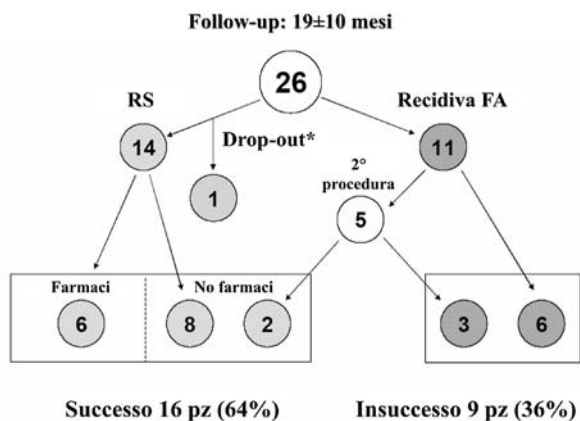 Follow-up: 19±10 mesi
26
RS
Recidiva FA
14
Drop-out*
11
1
2°
procedura
5
Farmaci
No farmaci
6
8
2
3
6
Successo 16 pz (64%)
Insuccesso 9 pz (36%)